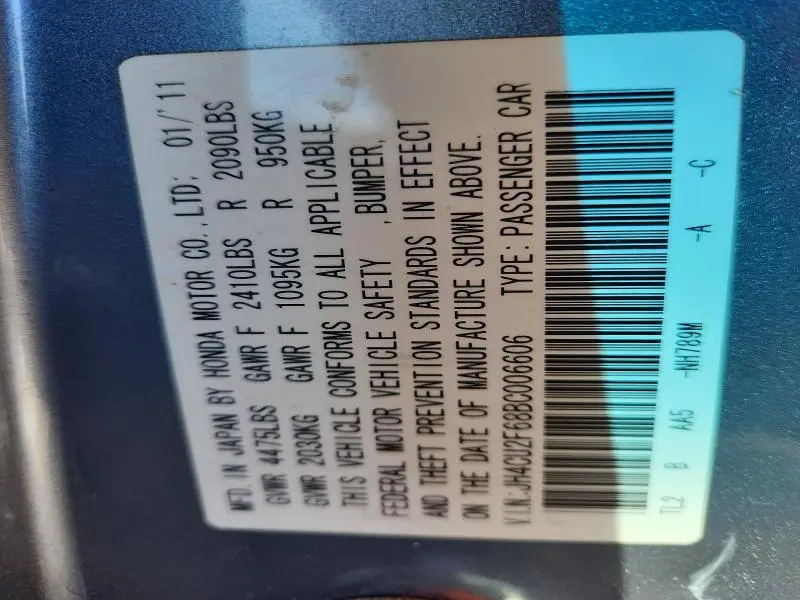 MFD. IN JAPAN BY HONDA MOTOR CO.,LTD; 01/'11
GVWR 4475LBS GAWR F 2410LBS R 2090LBS
GVWR 2030KG GAWR F 1095KG R 950KG
THIS VEHICLE CONFORMS TO ALL APPLICABLE
FEDERAL MOTOR VEHICLE SAFETY , BUMPER,
AND THEFT PREVENTION STANDARDS IN EFFECT
ON THE DATE OF MANUFACTURE SHOWN ABOVE.
V.I.N.:JH4CU2F68BC006606 TYPE: PASSENGER CAR
TL2 B AA5 -NH789M -A -C